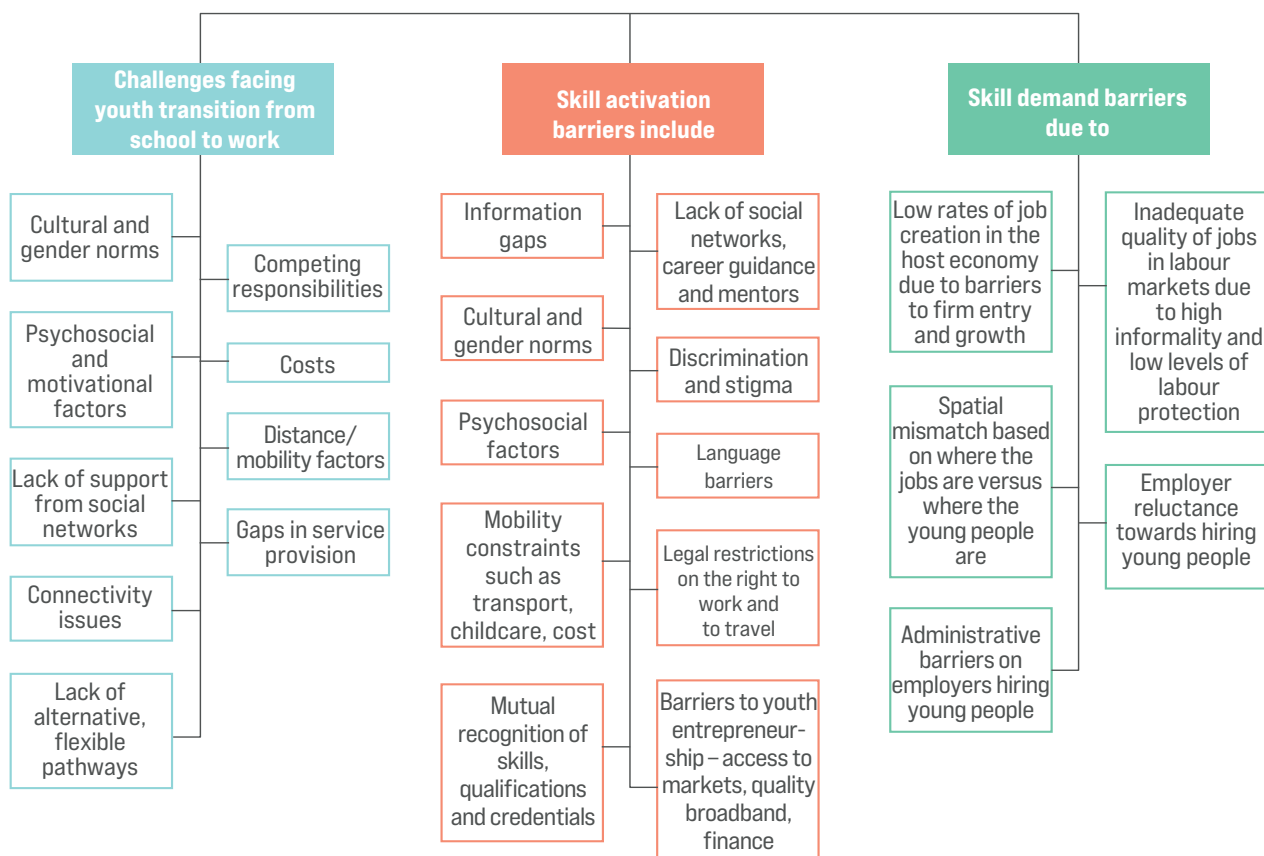 Challenges facing
youth transition from
school to work
Cultural and
gender norms
Competing
responsibilities
Psychosocial
and
motivational
factors
Costs
Distance/
mobility factors
Lack of support
from social
networks
Gaps in service
provision
Connectivity
issues
Lack of
alternative,
flexible
pathways
Skill activation
barriers include
Information
gaps
Lack of social
networks,
career guidance
and mentors
Cultural and
gender norms
Discrimination
and stigma
Psychosocial
factors
Language
barriers
Mobility
constraints
such as
transport,
childcare, cost
Legal restrictions
on the right to
work and
to travel
Mutual
recognition of
skills,
qualifications
and credentials
Barriers to youth
entrepreneur-
ship – access to
markets, quality
broadband,
finance
Skill demand barriers
due to
Low rates of job
creation in the
host economy
due to barriers
to firm entry
and growth
Inadequate
quality of jobs
in labour
markets due
to high
informality and
low levels of
labour
protection
Spatial
mismatch based
on where the
jobs are versus
where the
young people
are
Employer
reluctance
towards hiring
young people
Administrative
barriers on
employers hiring
young people